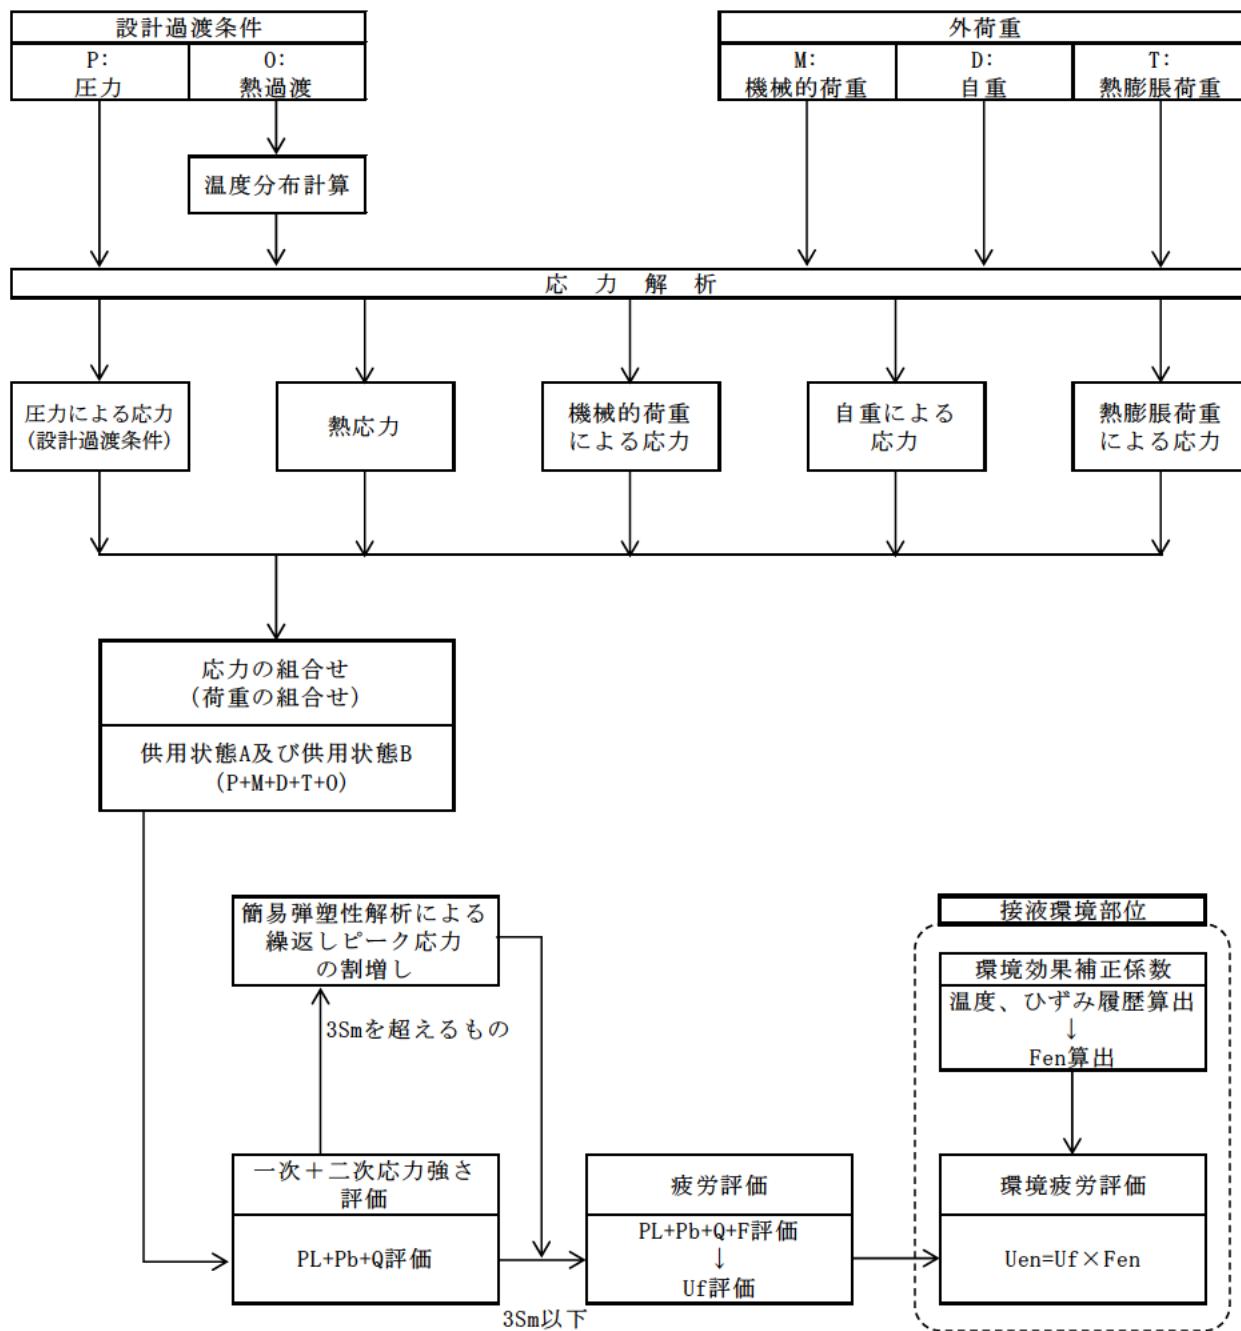 設計過渡条件
P:
圧力
O:
熱過渡
外荷重
M:
機械的荷重
D:
自重
T:
熱膨脹荷重
温度分布計算
応 力 解 析
圧力による応力
(設計過渡条件)
熱応力
機械的荷重
による応力
自重による
応力
熱膨脹荷重
による応力
応力の組合せ
(荷重の組合せ)
供用状態A及び供用状態B
(P+M+D+T+O)
簡易弾塑性解析による
繰返しピーク応力
の割増し
3Smを超えるもの
接液環境部位
環境効果補正係数
温度、ひずみ履歴算出
↓
Fen算出
一次＋二次応力強さ
評価
PL+Pb+Q評価
3Sm以下
疲労評価
PL+Pb+Q+F評価
↓
Uf評価
環境疲労評価
Uen=Uf×Fen